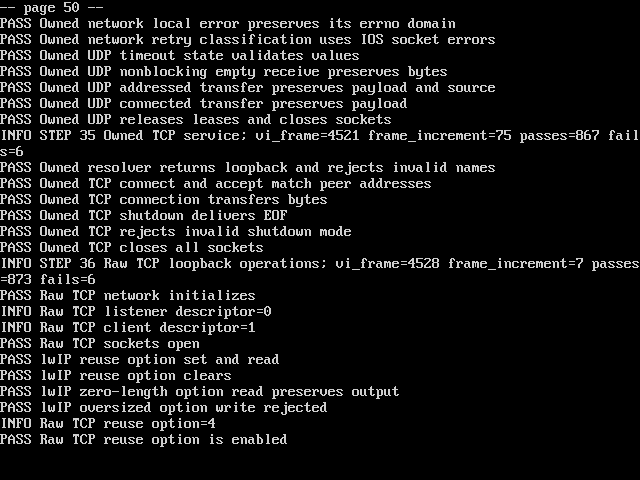 -- page 50 --
PASS Owned network local error preserves its errno domain
PASS Owned network retry classification uses IOS socket errors
PASS Owned UDP timeout state validates values
PASS Owned UDP nonblocking empty receive preserves bytes
PASS Owned UDP addressed transfer preserves payload and source
PASS Owned UDP connected transfer preserves payload
PASS Owned UDP releases leases and closes sockets
INFO STEP 35 Owned TCP service; vi_frame=4521 frame_increment=75 passes=867 fail
s=6
PASS Owned resolver returns loopback and rejects invalid names
PASS Owned TCP connect and accept match peer addresses
PASS Owned TCP connection transfers bytes
PASS Owned TCP shutdown delivers EOF
PASS Owned TCP rejects invalid shutdown mode
PASS Owned TCP closes all sockets
INFO STEP 36 Raw TCP loopback operations; vi_frame=4528 frame_increment=7 passes
=873 fails=6
PASS Raw TCP network initializes
INFO Raw TCP listener descriptor=0
INFO Raw TCP client descriptor=1
PASS Raw TCP sockets open
PASS lwIP reuse option set and read
PASS lwIP reuse option clears
PASS lwIP zero-length option read preserves output
PASS lwIP oversized option write rejected
INFO Raw TCP reuse option=4
PASS Raw TCP reuse option is enabled